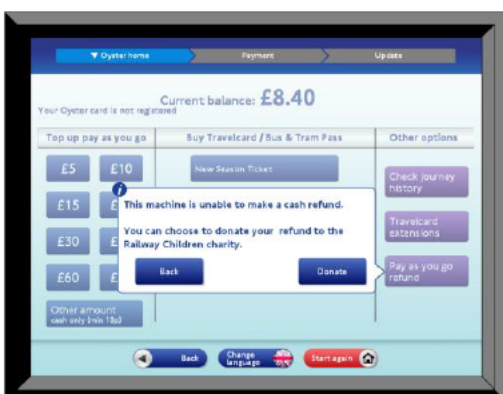 Oyster home
Payment
Update
Current balance: £8.40
Your Oyster card is not registered
Top up pay as you go
Buy Travelcard / Bus & Tram Pass
Other options
£5
£10
New Season Ticket
Check journey
history
This machine is unable to make a cash refund.
£15
You can choose to donate your refund to the
Railway Children charity.
Travelcard
extensions
£30
Back
Donate
Pay as you go
refund
£60
Other amount
cash only (min 10p)
Back
Change
language
Start again